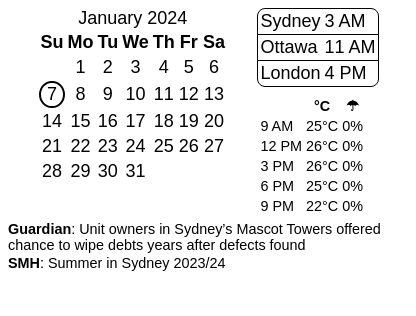 January 2024
Su Mo Tu We Th Fr Sa
1 2 3 4 5 6
7 8 9 10 11 12 13
14 15 16 17 18 19 20
21 22 23 24 25 26 27
28 29 30 31
Sydney 3 AM
Ottawa 11 AM
London 4 PM
°C ☂
9 AM 25°C 0%
12 PM 26°C 0%
3 PM 26°C 0%
6 PM 25°C 0%
9 PM 22°C 0%
Guardian: Unit owners in Sydney’s Mascot Towers offered
chance to wipe debts years after defects found
SMH: Summer in Sydney 2023/24